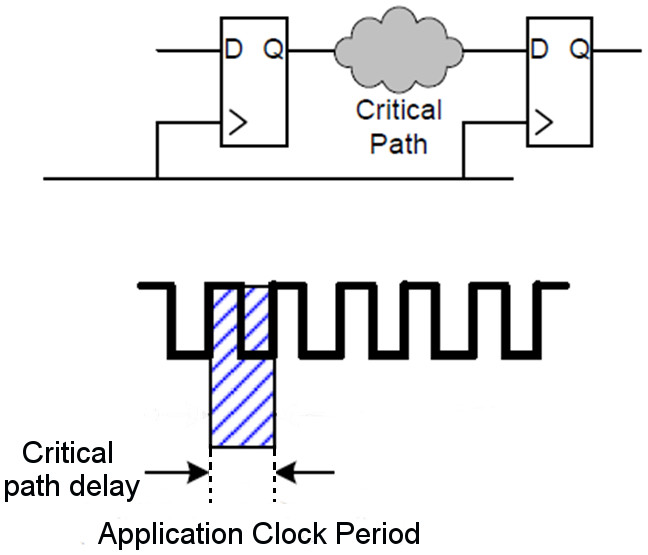 D Q
D Q
Critical
Path
Critical
path delay
Application Clock Period